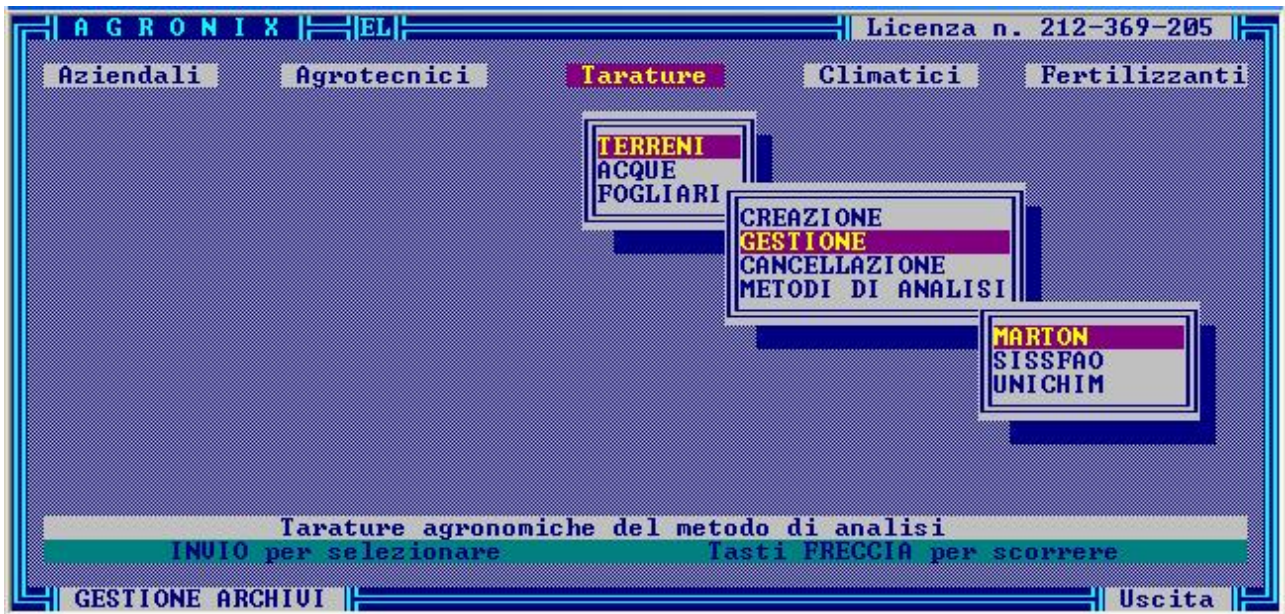 AGRONIX EL Licenza n. 212-369-205
Aziendali Agrotecnici Tarature Climatici Fertilizzanti
TERRENI
ACQUE
FOGLIARI
CREAZIONE
GESTIONE
CANCELLAZIONE
METODI DI ANALISI
MARTON
SISSFAO
UNICHIM
Tarature agronomiche del metodo di analisi
INVIO per selezionare Tasti FRECCIA per scorrere
GESTIONE ARCHIVI Uscita